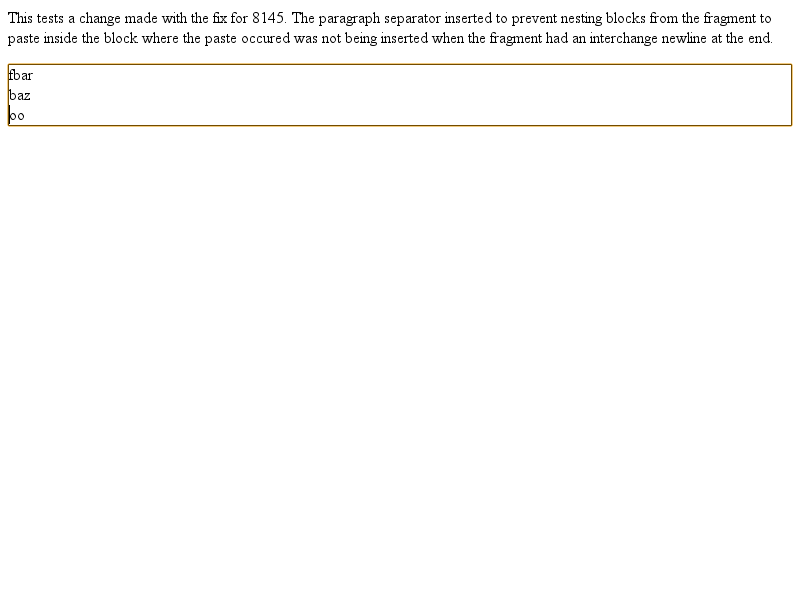 This tests a change made with the fix for 8145. The paragraph separator inserted to prevent nesting blocks from the fragment to
paste inside the block where the paste occured was not being inserted when the fragment had an interchange newline at the end.
fbar
baz
oo